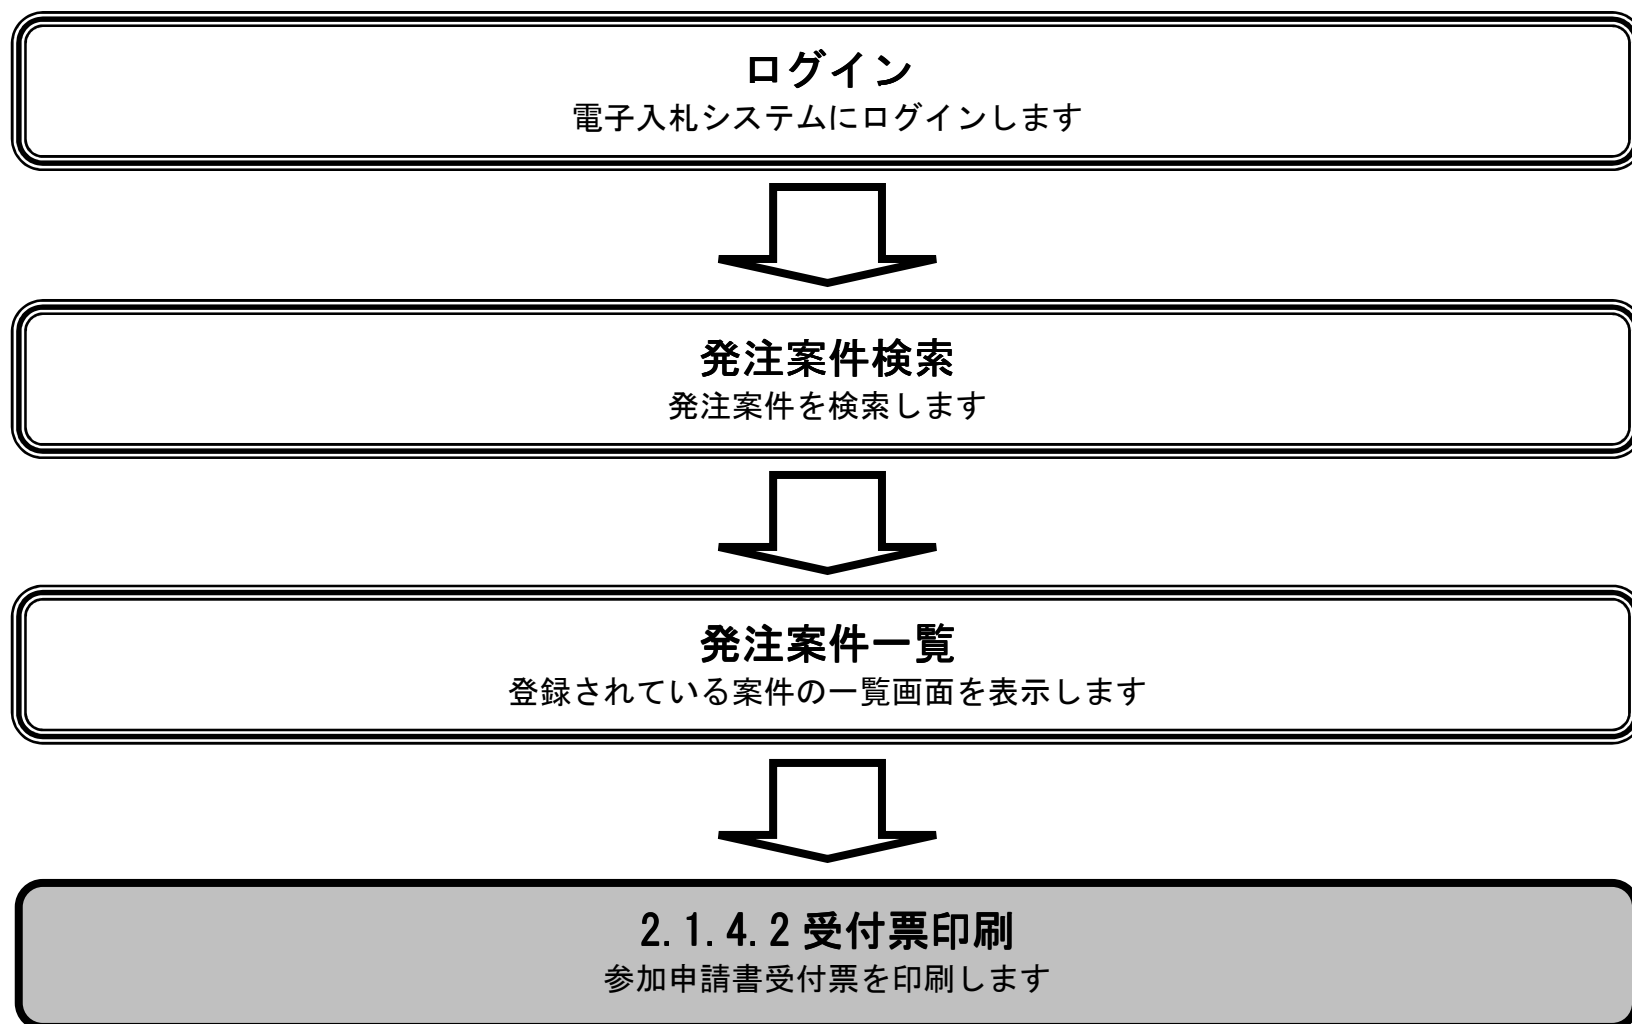 ログイン
電子入札システムにログインします
発注案件検索
発注案件を検索します
発注案件一覧
登録されている案件の一覧画面を表示します
2.1.4.2 受付票印刷
参加申請書受付票を印刷します